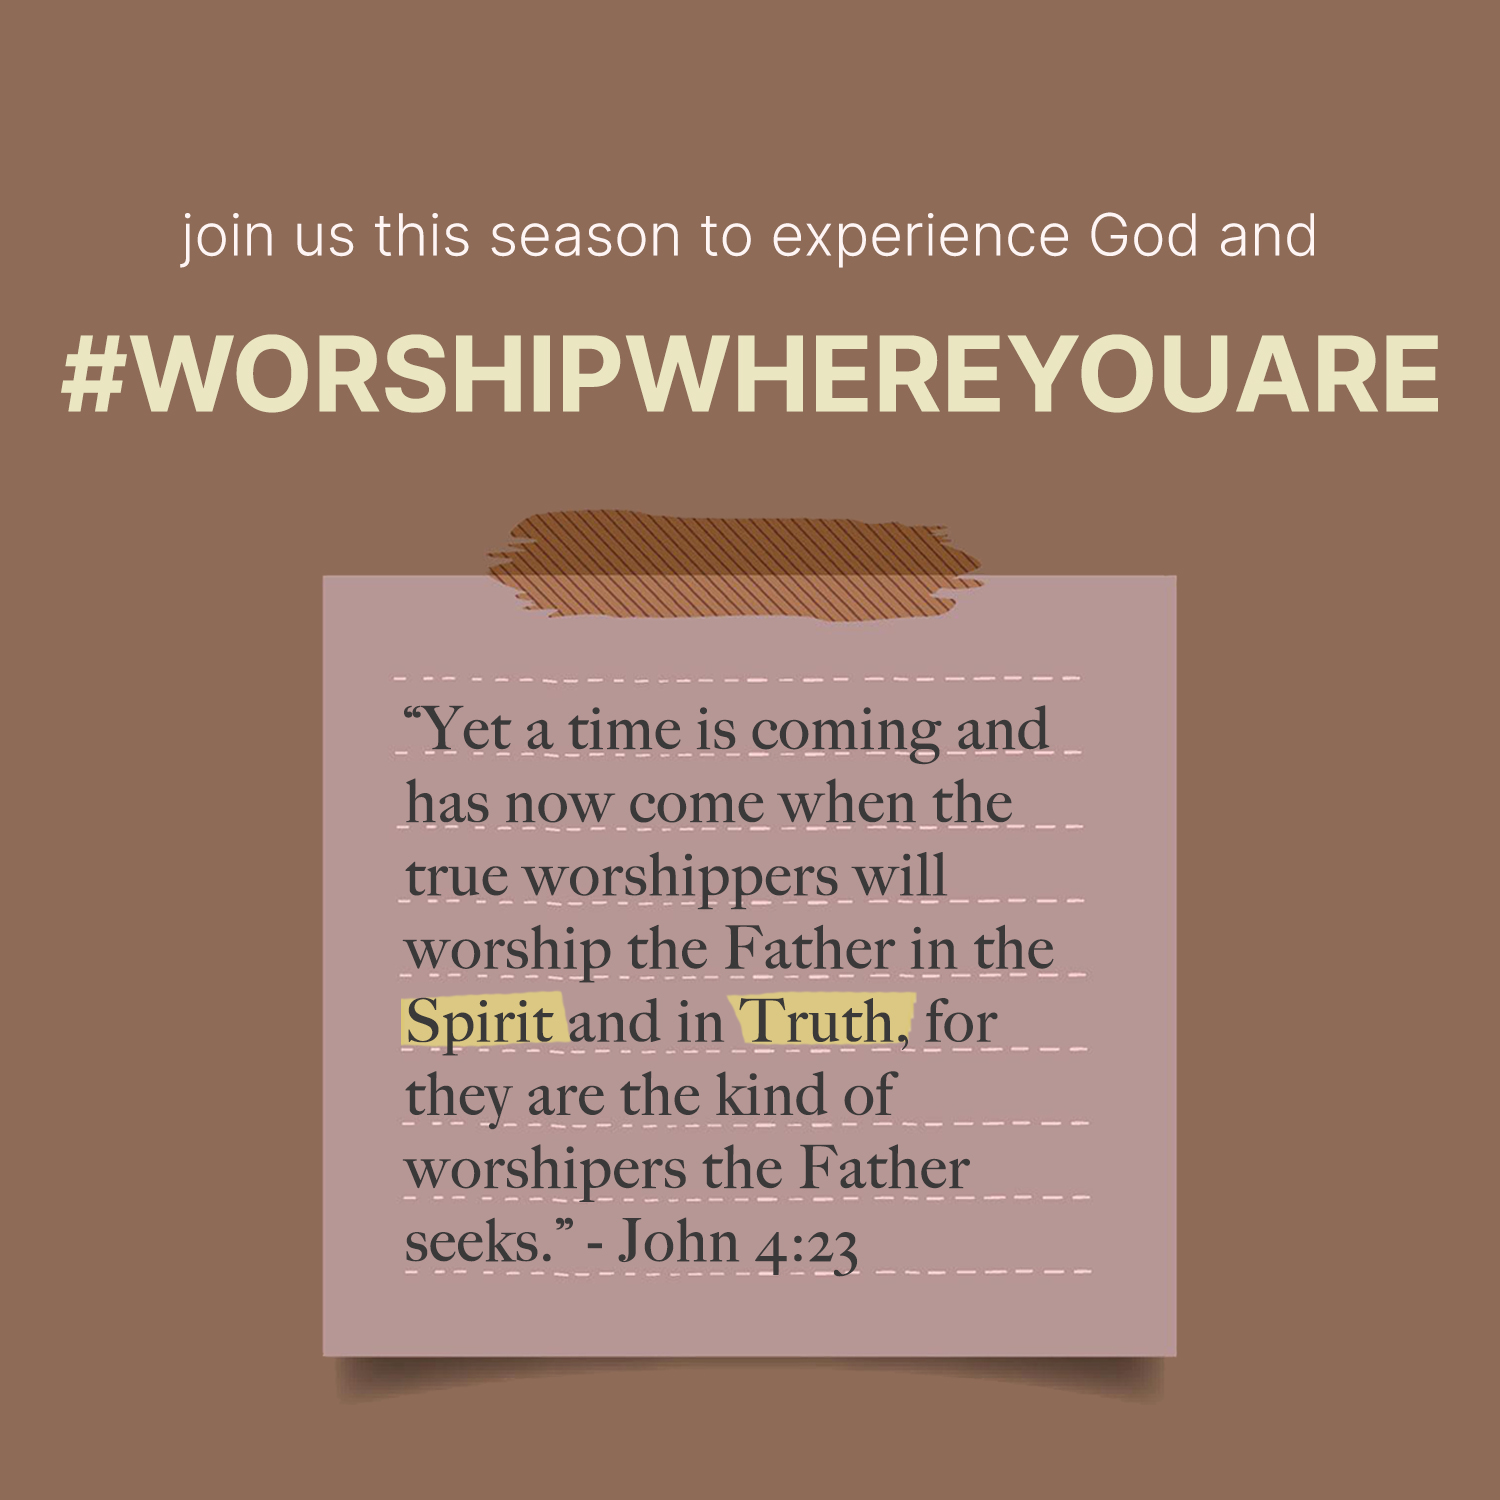 join us this season to experience God and
#WORSHIPWHEREYOUARE
“Yet a time is coming and
has now come when the
true worshippers will
worship the Father in the
Spirit and in Truth, for
they are the kind of
worshipers the Father
seeks.” - John 4:23